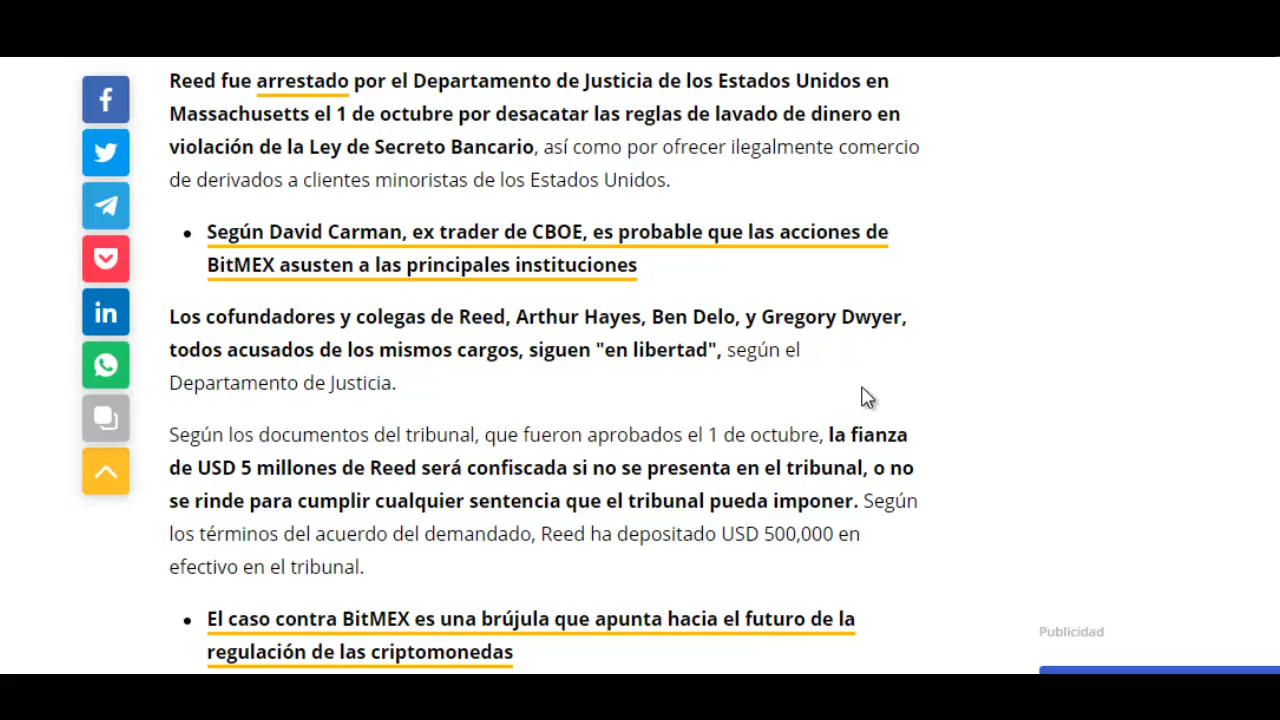 Reed fue arrestado por el Departamento de Justicia de los Estados Unidos en
Massachusetts el 1 de octubre por desacatar las reglas de lavado de dinero en
violación de la Ley de Secreto Bancario, así como por ofrecer ilegalmente comercio
de derivados a clientes minoristas de los Estados Unidos.
• Según David Carman, ex trader de CBOE, es probable que las acciones de
BitMEX asusten a las principales instituciones
Los cofundadores y colegas de Reed, Arthur Hayes, Ben Delo, y Gregory Dwyer,
todos acusados de los mismos cargos, siguen "en libertad", según el
Departamento de Justicia.
Según los documentos del tribunal, que fueron aprobados el 1 de octubre, la fianza
de USD 5 millones de Reed será confiscada si no se presenta en el tribunal, o no
se rinde para cumplir cualquier sentencia que el tribunal pueda imponer. Según
los términos del acuerdo del demandado, Reed ha depositado USD 500,000 en
efectivo en el tribunal.
• El caso contra BitMEX es una brújula que apunta hacia el futuro de la
regulación de las criptomonedas
Publicidad